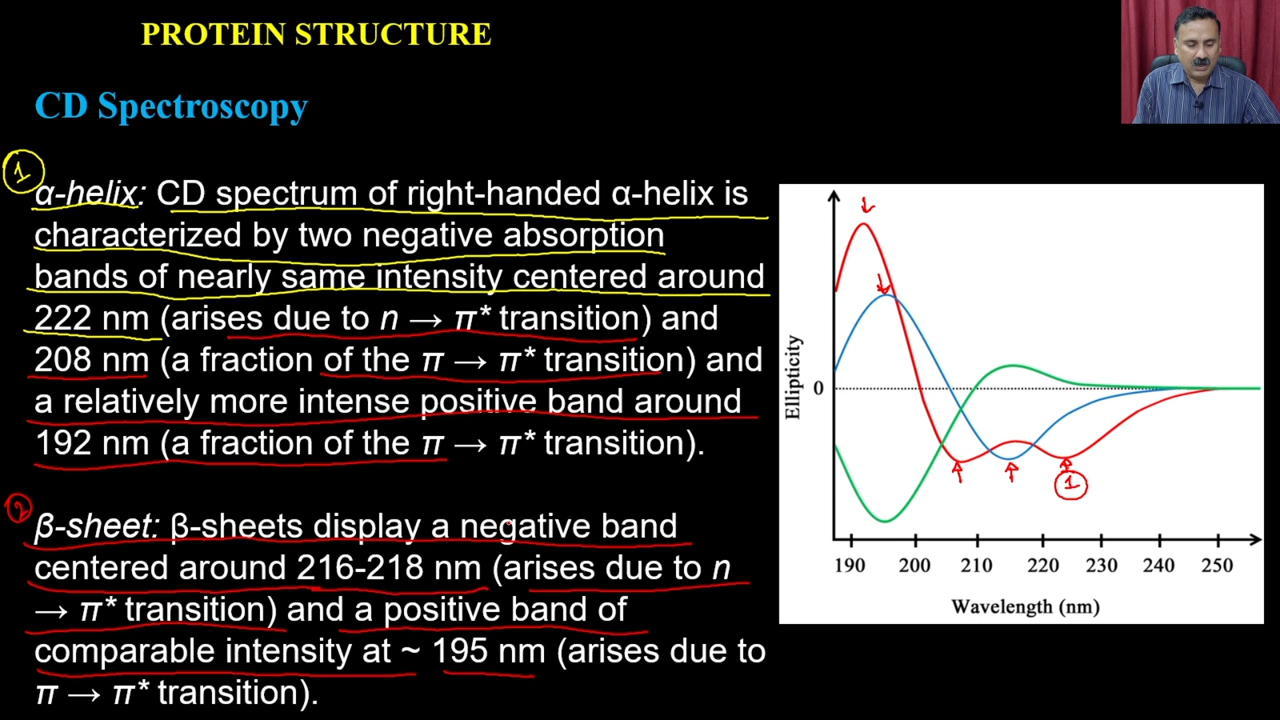 PROTEIN STRUCTURE
CD Spectroscopy
1
α-helix: CD spectrum of right-handed α-helix is
characterized by two negative absorption
bands of nearly same intensity centered around
222 nm (arises due to n → π* transition) and
208 nm (a fraction of the π → π* transition) and
a relatively more intense positive band around
192 nm (a fraction of the π → π* transition).
2
β-sheet: β-sheets display a negative band
centered around 216-218 nm (arises due to n
→ π* transition) and a positive band of
comparable intensity at ~ 195 nm (arises due to
π → π* transition).
Ellipticity
0
1
190 200 210 220 230 240 250
Wavelength (nm)